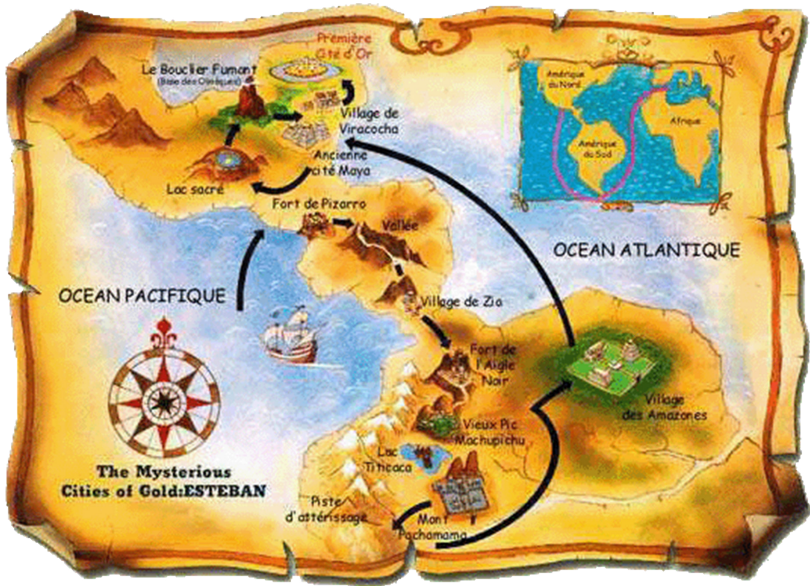 Première
Cité d'Or
Le Bouclier Fumant
(Base des Olmèques)
Village de
Viracocha
Ancienne
cité Maya
Lac sacré
Fort de Pizarro
Vallée
Amérique
du Nord
Afrique
Amérique
du Sud
OCEAN ATLANTIQUE
OCEAN PACIFIQUE
Village de Zia
Fort de
l'Aigle
Noir
Village
des Amazones
Vieux Pic
Machupichu
Lac
Titicaca
The Mysterious
Cities of Gold:ESTEBAN
Piste
d'attérissage
Mont
Pachamama